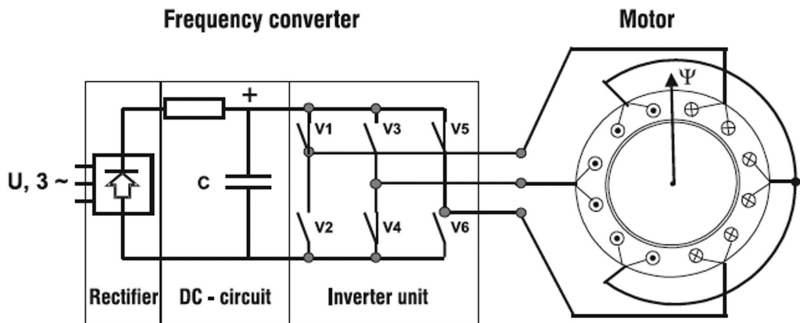 Frequency converter
Motor
+
Ψ
V1
V3
V5
U, 3 ~
C
V2
V4
V6
Rectifier
DC - circuit
Inverter unit